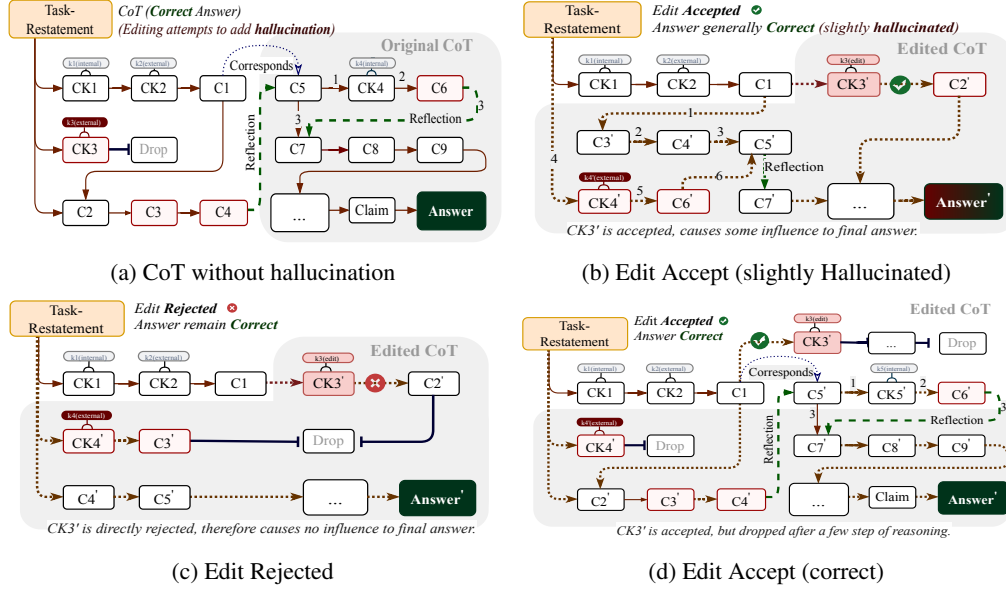 Task-
Restatement
CoT (Correct Answer)
(Editing attempts to add hallucination)
Original CoT
k1(internal)
k2(external)
k4(internal)
Corresponds
CK1
CK2
C1
C5
1
CK4
2
C6
k3(external)
CK3
Drop
Reflection
3
Reflection
3
C7
C8
C9
C2
C3
C4
...
Claim
Answer
(a) CoT without hallucination
Task-
Restatement
Edit Accepted
Answer generally Correct (slightly hallucinated)
Edited CoT
k1(internal)
k2(external)
k3(edit)
CK1
CK2
C1
CK3'
C2'
1
C3'
2
C4'
3
C5'
4
k4'(external)
CK4'
5
C6'
6
Reflection
C7'
...
Answer'
CK3' is accepted, causes some influence to final answer.
(b) Edit Accept (slightly Hallucinated)
Task-
Restatement
Edit Rejected
Answer remain Correct
Edited CoT
k1(internal)
k2(external)
k3(edit)
CK1
CK2
C1
CK3'
C2'
k4(external)
CK4'
C3'
Drop
C4'
C5'
...
Answer'
CK3' is directly rejected, therefore causes no influence to final answer.
(c) Edit Rejected
Task-
Restatement
Edit Accepted
Answer Correct
Edited CoT
k3(edit)
CK3'
...
Drop
k1(internal)
k2(external)
k5(internal)
Corresponds
CK1
CK2
C1
C5'
1
CK5'
2
C6'
k4'(external)
CK4'
Drop
Reflection
3
Reflection
3
C7'
C8'
C9'
C2'
C3'
C4'
...
Claim
Answer'
CK3' is accepted, but dropped after a few step of reasoning.
(d) Edit Accept (correct)